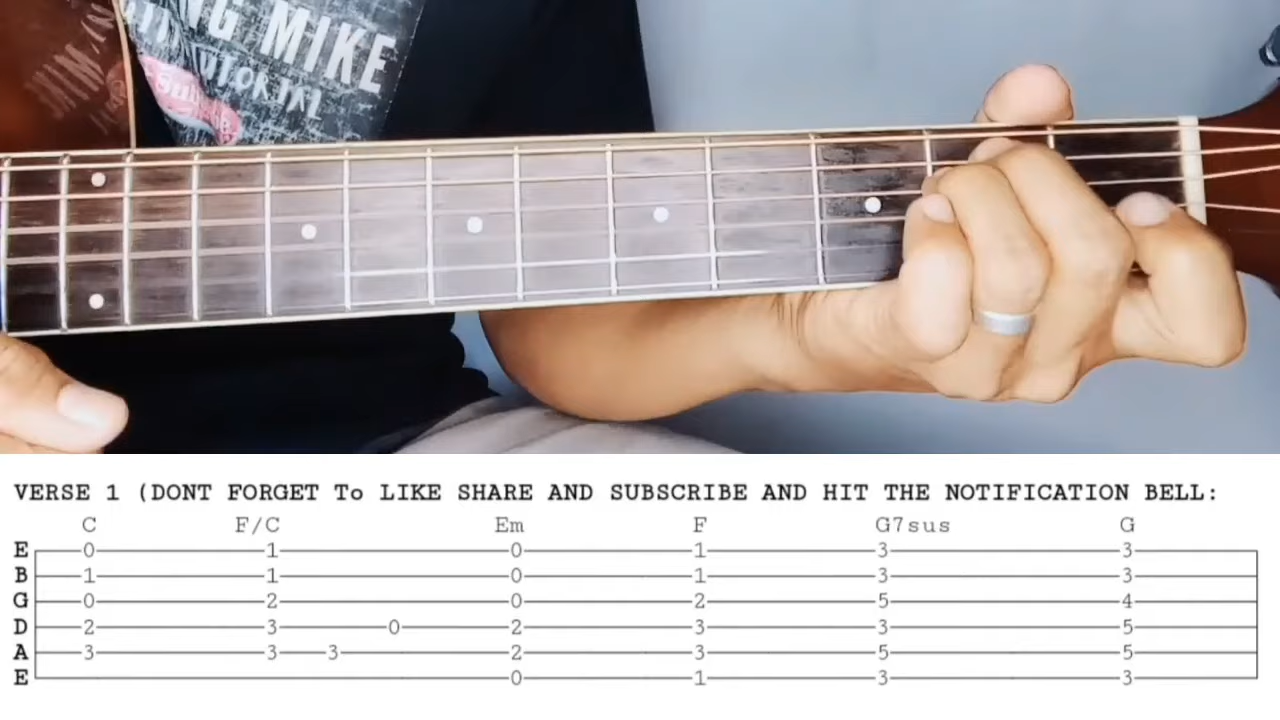 NG MIKE
TUTORIAL
VERSE 1 (DONT FORGET To LIKE SHARE AND SUBSCRIBE AND HIT THE NOTIFICATION BELL:
C F/C Em F G7sus G
E 0 1 0 1 3 3
B 1 1 0 1 3 3
G 0 2 0 2 5 4
D 2 3 0 2 3 3 5
A 3 3 3 2 3 5 5
E 0 1 3 3